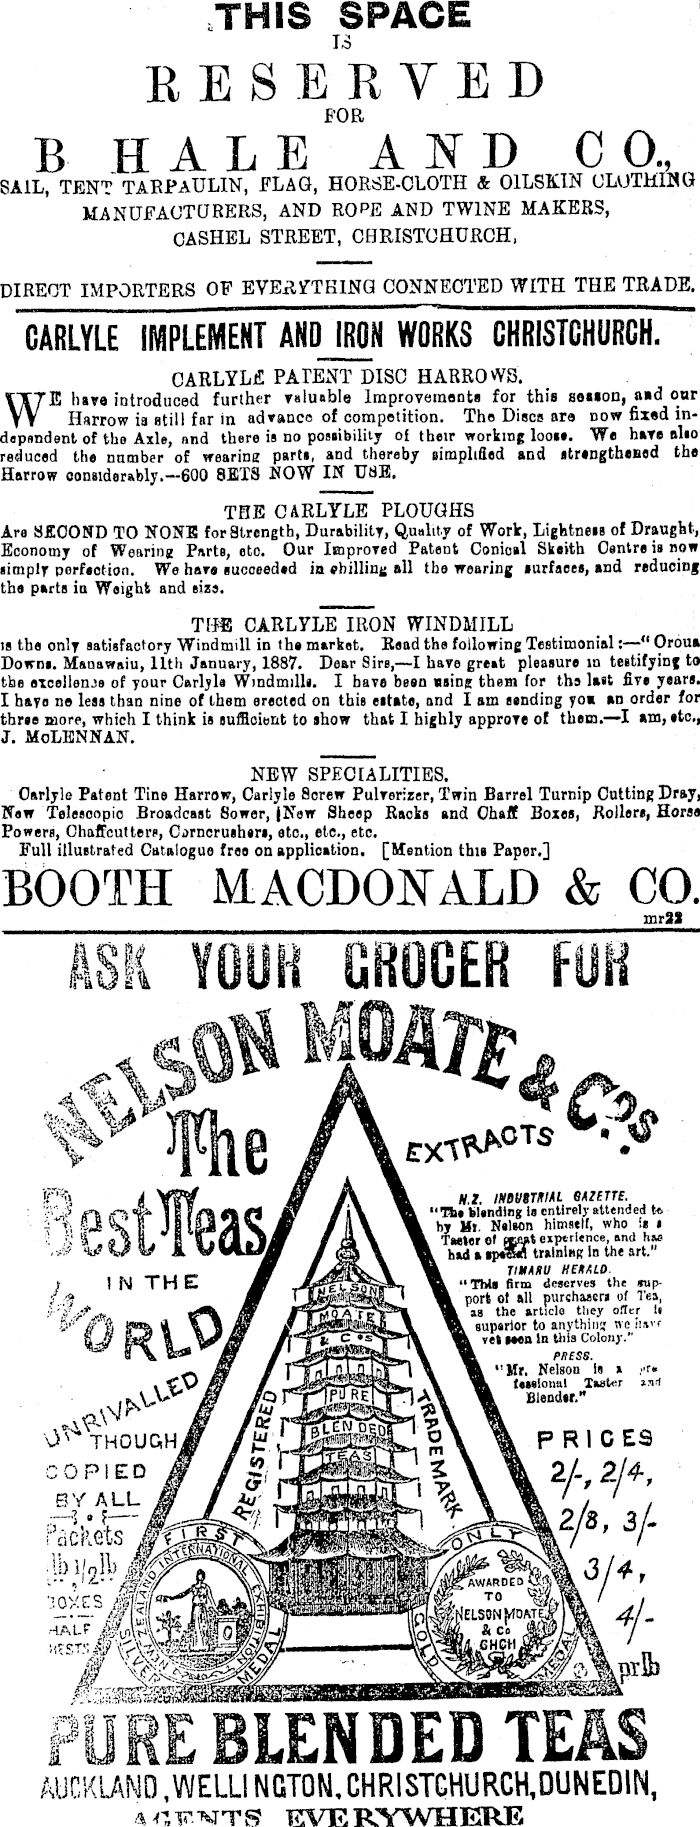 THIS SPACE
IS
RESERVED
FOR
B HALE AND CO.,
SAIL, TENT TARPAULIN, FLAG, HORSE-CLOTH & OILSKIN CLOTHING
MANUFACTURERS, AND ROPE AND TWINE MAKERS,
CASHEL STREET, CHRISTCHURCH,
DIRECT IMPORTERS OF EVERYTHING CONNECTED WITH THE TRADE.
CARLYLE IMPLEMENT AND IRON WORKS CHRISTCHURCH.
CARLYLE PATENT DISC HARROWS.
WE have introduced further valuable Improvements for this season, and our
Harrow is still far in advance of competition. The Discs are now fixed in-
dependent of the Axle, and there is no possibility of their working loose. We have also
reduced the number of wearing parts, and thereby simplified and strengthened the
Harrow considerably.--600 SETS NOW IN USE.
THE CARLYLE PLOUGHS
Are SECOND TO NONE for Strength, Durability, Quality of Work, Lightness of Draught,
Economy of Wearing Parts, etc. Our Improved Patent Conical Skeith Centre is now
simply perfection. We have succeeded in chilling all the wearing surfaces, and reducing
the parts in Weight and size.
THE CARLYLE IRON WINDMILL
is the only satisfactory Windmill in the market. Read the following Testimonial:—"Oroua
Downs. Manawaiu, 11th January, 1887. Dear Sirs,—I have great pleasure in testifying to
the excellence of your Carlyle Windmills. I have been using them for the last five years.
I have no less than nine of them erected on this estate, and I am sending you an order for
three more, which I think is sufficient to show that I highly approve of them.—I am, etc.,
J. McLENNAN.
NEW SPECIALITIES.
Carlyle Patent Tine Harrow, Carlyle Screw Pulverizer, Twin Barrel Turnip Cutting Dray,
New Telescopic Broadcast Sower, New Sheep Racks and Chaff Boxes, Rollers, Horse
Powers, Chaffcutters, Corncrushers, etc., etc., etc.
Full illustrated Catalogue free on application. [Mention this Paper.]
BOOTH MACDONALD & CO.
mr22
ASK YOUR GROCER FOR
NELSON MOATE & Cos.
The
Best Teas
IN THE
WORLD
UNRIVALLED
THOUGH
COPIED
BY ALL
Packets
lb 1/2lb
BOXES
HALF
CHESTS
EXTRACTS
N.Z. INDUSTRIAL GAZETTE.
"The blending is entirely attended to
by Mr. Nelson himself, who is a
Taster of great experience, and has
had a special training in the art."
TIMARU HERALD.
"This firm deserves the sup-
port of all purchasers of Tea,
as the article they offer is
superior to anything we have
yet seen in this Colony."
PRESS.
"Mr. Nelson is a pro-
fessional Taster and
Blender."
PRICES
2/-, 2/4,
2/8, 3/-
3/4,
4/-
pr lb
NELSON
MOATE
& Cos
PURE
BLENDED
TEAS
REGISTERED
TRADEMARK
FIRST
SILVER MEDAL
NEW ZEALAND INTERNATIONAL EXHIBITION
ONLY
GOLD MEDAL
AWARDED
TO
NELSON MOATE
& Co
CHCH
PURE BLENDED TEAS
AUCKLAND, WELLINGTON, CHRISTCHURCH, DUNEDIN,
AGENTS EVERYWHERE